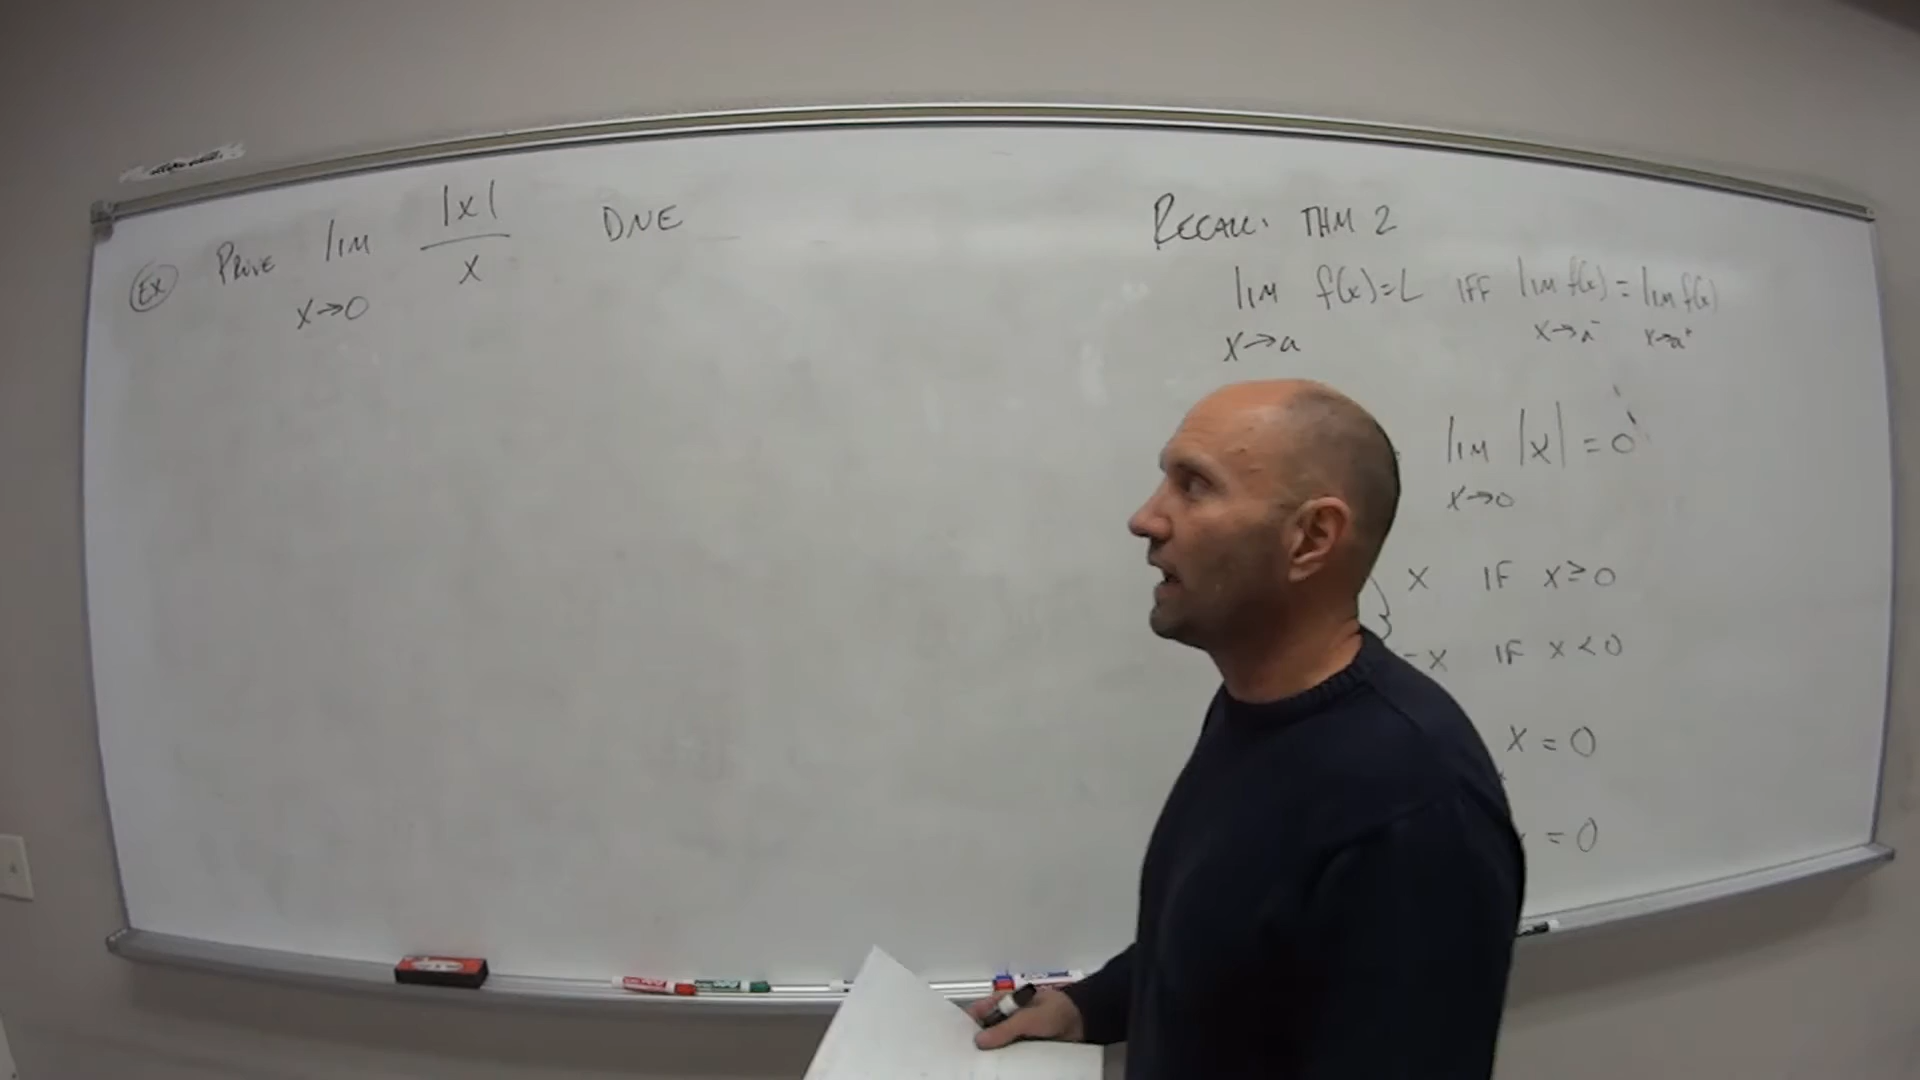 EX PROVE lim |x|/x DNE
x→0
RECALL: THM 2
lim f(x)=L IFF lim f(x) = lim f(x)
x→a x→a⁻ x→a⁺
lim |x| = 0
x→0
x IF x≥0
-x IF x<0
x = 0
= 0